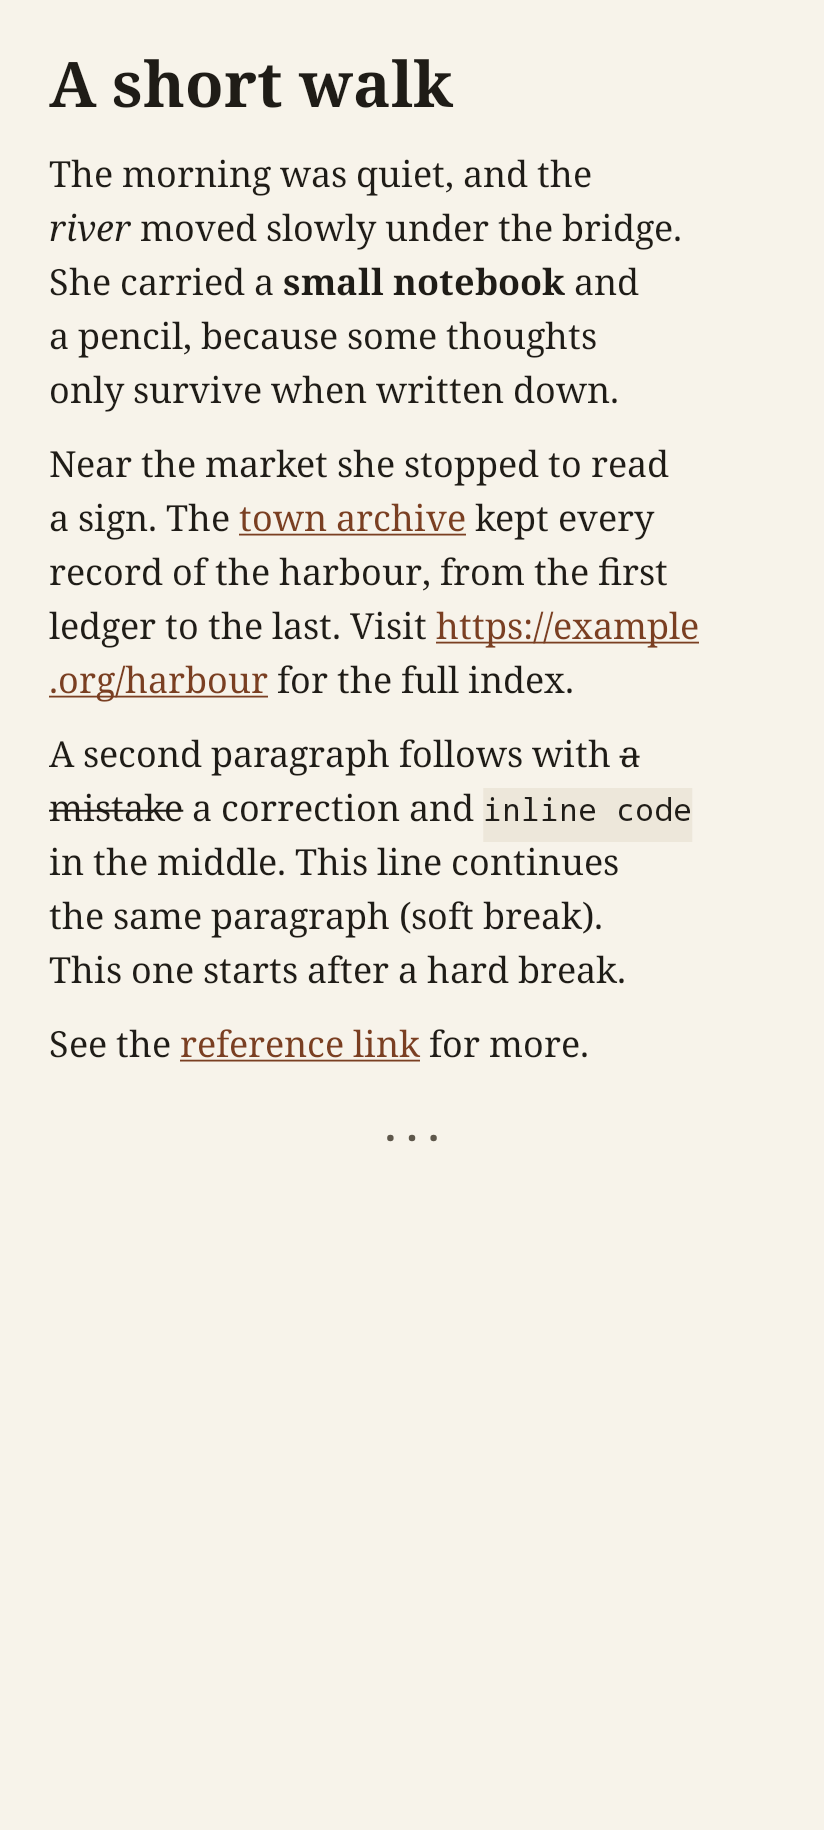 A short walk
The morning was quiet, and the
river moved slowly under the bridge.
She carried a small notebook and
a pencil, because some thoughts
only survive when written down.
Near the market she stopped to read
a sign. The town archive kept every
record of the harbour, from the first
ledger to the last. Visit https://example
.org/harbour for the full index.
A second paragraph follows with a
mistake a correction and inline code
in the middle. This line continues
the same paragraph (soft break).
This one starts after a hard break.
See the reference link for more.
• • •